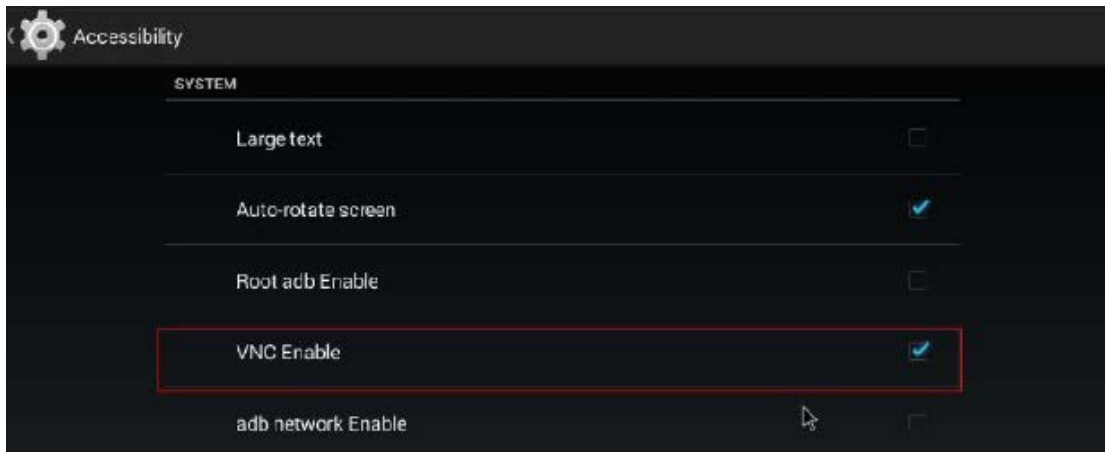 Accessibility
SYSTEM
Large text
Auto-rotate screen
Root adb Enable
VNC Enable
adb network Enable